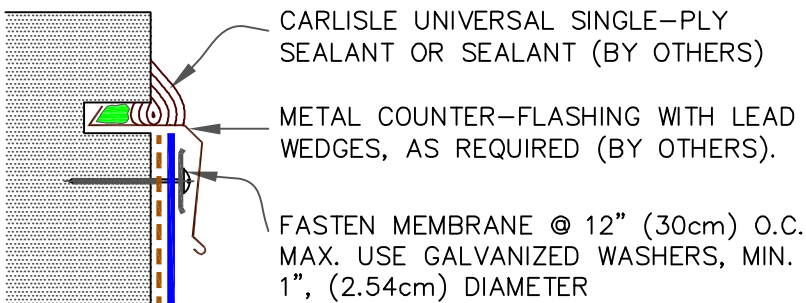 CARLISLE UNIVERSAL SINGLE-PLY
SEALANT OR SEALANT (BY OTHERS)
METAL COUNTER-FLASHING WITH LEAD
WEDGES, AS REQUIRED (BY OTHERS).
FASTEN MEMBRANE @ 12" (30cm) O.C.
MAX. USE GALVANIZED WASHERS, MIN.
1", (2.54cm) DIAMETER